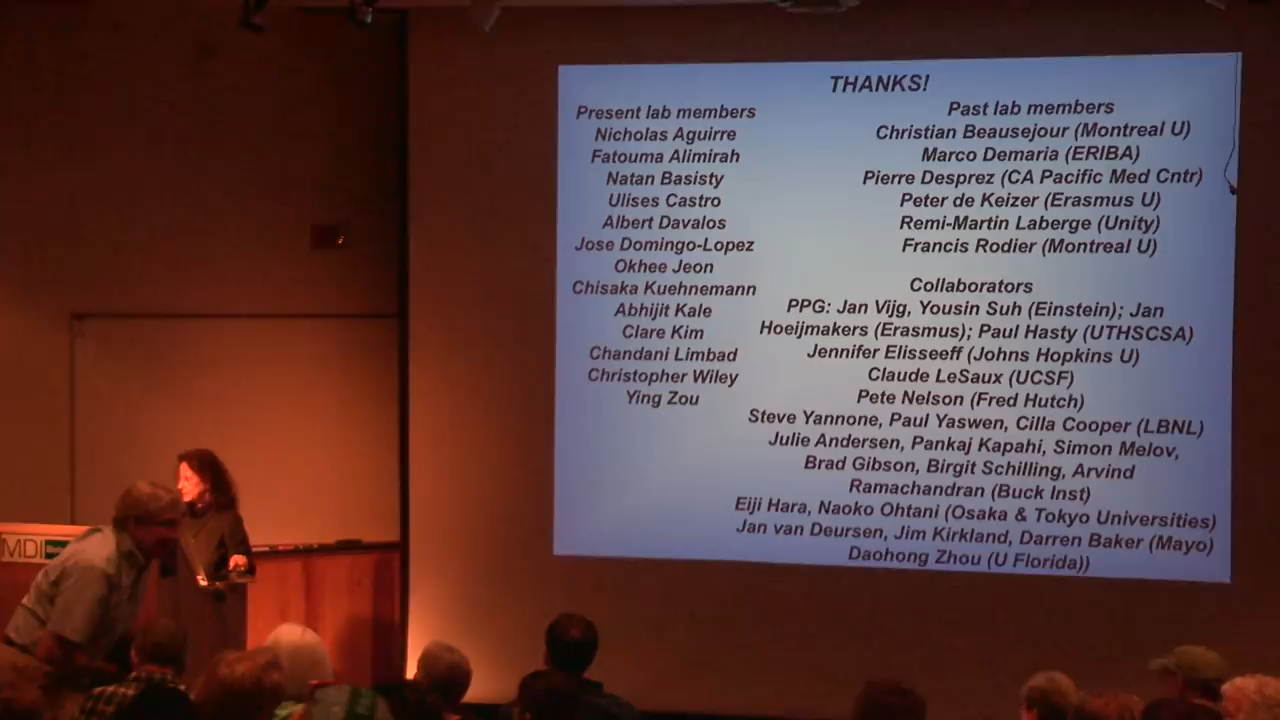 THANKS!
Present lab members
Nicholas Aguirre
Fatouma Alimirah
Natan Basisty
Ulises Castro
Albert Davalos
Jose Domingo-Lopez
Okhee Jeon
Chisaka Kuehnemann
Abhijit Kale
Clare Kim
Chandani Limbad
Christopher Wiley
Ying Zou
Past lab members
Christian Beausejour (Montreal U)
Marco Demaria (ERIBA)
Pierre Desprez (CA Pacific Med Cntr)
Peter de Keizer (Erasmus U)
Remi-Martin Laberge (Unity)
Francis Rodier (Montreal U)
Collaborators
PPG: Jan Vijg, Yousin Suh (Einstein); Jan
Hoeijmakers (Erasmus); Paul Hasty (UTHSCSA)
Jennifer Elisseeff (Johns Hopkins U)
Claude LeSaux (UCSF)
Pete Nelson (Fred Hutch)
Steve Yannone, Paul Yaswen, Cilla Cooper (LBNL)
Julie Andersen, Pankaj Kapahi, Simon Melov,
Brad Gibson, Birgit Schilling, Arvind
Ramachandran (Buck Inst)
Eiji Hara, Naoko Ohtani (Osaka & Tokyo Universities)
Jan van Deursen, Jim Kirkland, Darren Baker (Mayo)
Daohong Zhou (U Florida))
MDI